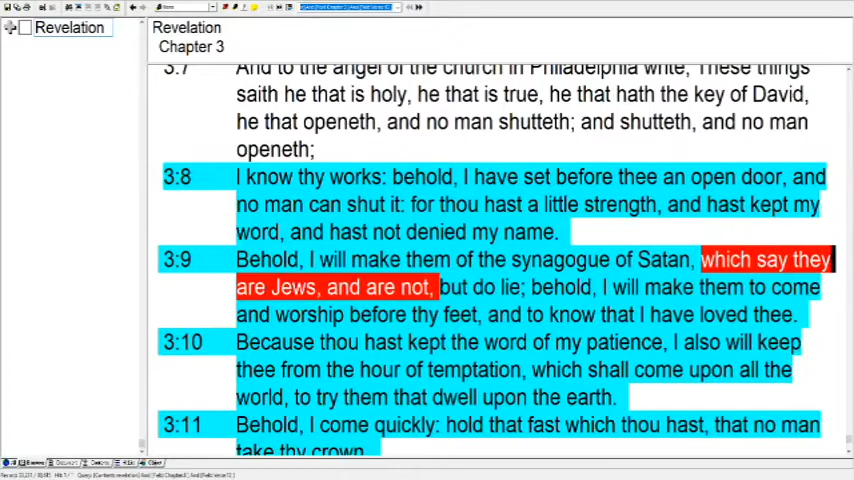 Revelation
Revelation
Chapter 3
3:7 And to the angel of the church in Philadelphia write, These things
saith he that is holy, he that is true, he that hath the key of David,
he that openeth, and no man shutteth; and shutteth, and no man
openeth;
3:8 I know thy works: behold, I have set before thee an open door, and
no man can shut it: for thou hast a little strength, and hast kept my
word, and hast not denied my name.
3:9 Behold, I will make them of the synagogue of Satan, which say they
are Jews, and are not, but do lie; behold, I will make them to come
and worship before thy feet, and to know that I have loved thee.
3:10 Because thou hast kept the word of my patience, I also will keep
thee from the hour of temptation, which shall come upon all the
world, to try them that dwell upon the earth.
3:11 Behold, I come quickly: hold that fast which thou hast, that no man
take thy crown.